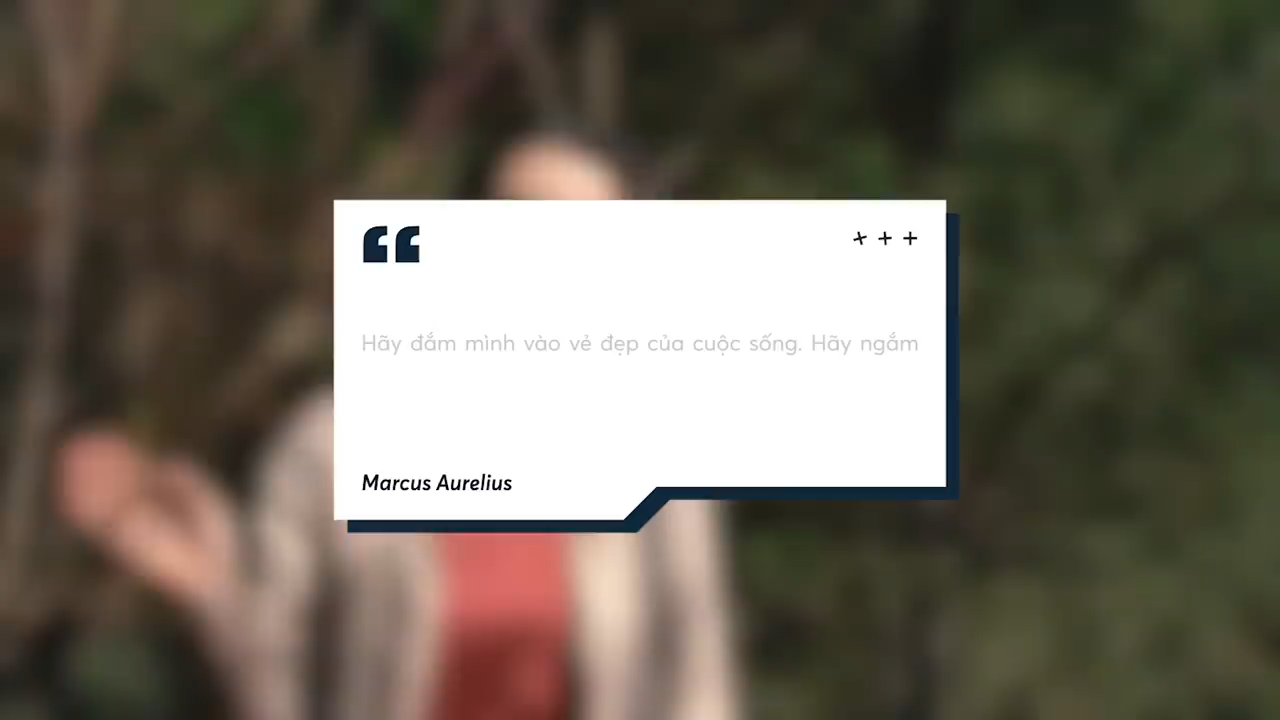 “
+ + +
Hãy đắm mình vào vẻ đẹp của cuộc sống. Hãy ngắm
Marcus Aurelius